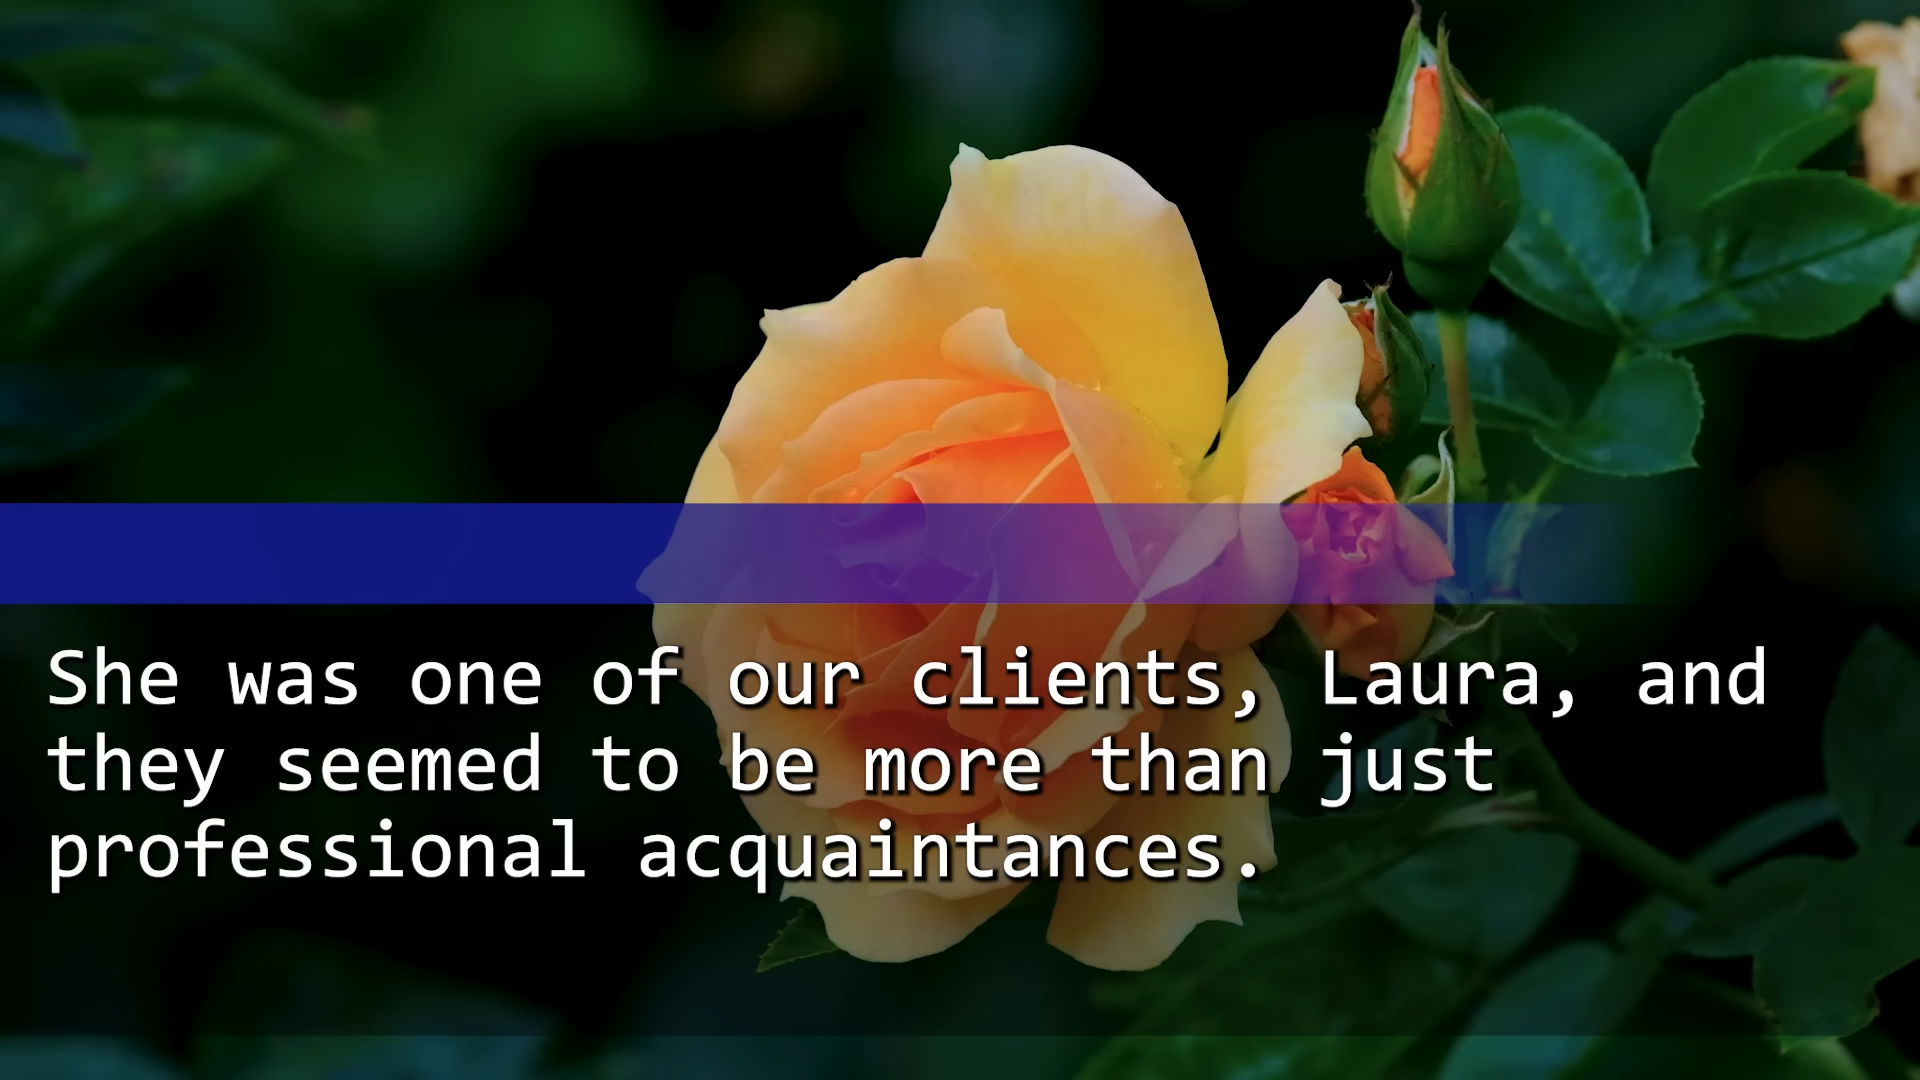 She was one of our clients, Laura, and
they seemed to be more than just
professional acquaintances.